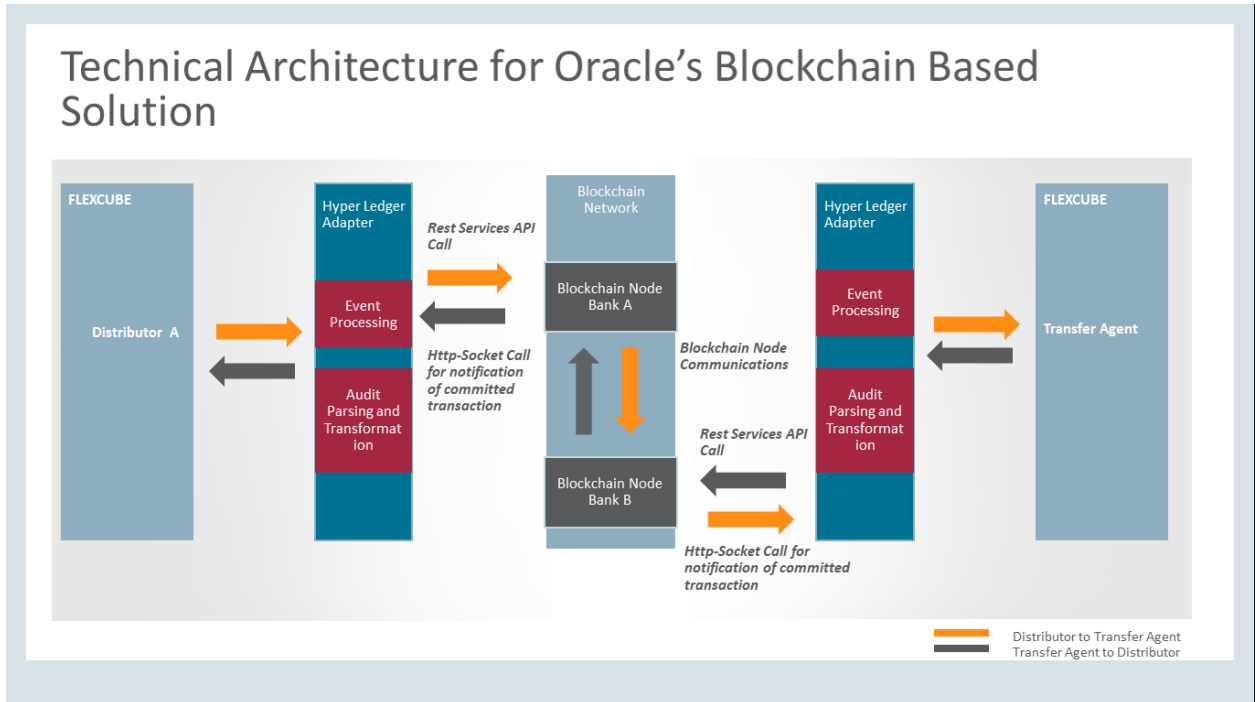 Technical Architecture for Oracle's Blockchain Based
Solution
FLEXCUBE
Distributor A
Hyper Ledger
Adapter
Event
Processing
Audit
Parsing and
Transformat
ion
Rest Services API
Call
Http-Socket Call
for notification
of committed
transaction
Blockchain
Network
Blockchain Node
Bank A
Blockchain Node
Communications
Blockchain Node
Bank B
Rest Services API
Call
Http-Socket Call for
notification of committed
transaction
Hyper Ledger
Adapter
Event
Processing
Audit
Parsing and
Transformat
ion
FLEXCUBE
Transfer Agent
Distributor to Transfer Agent
Transfer Agent to Distributor